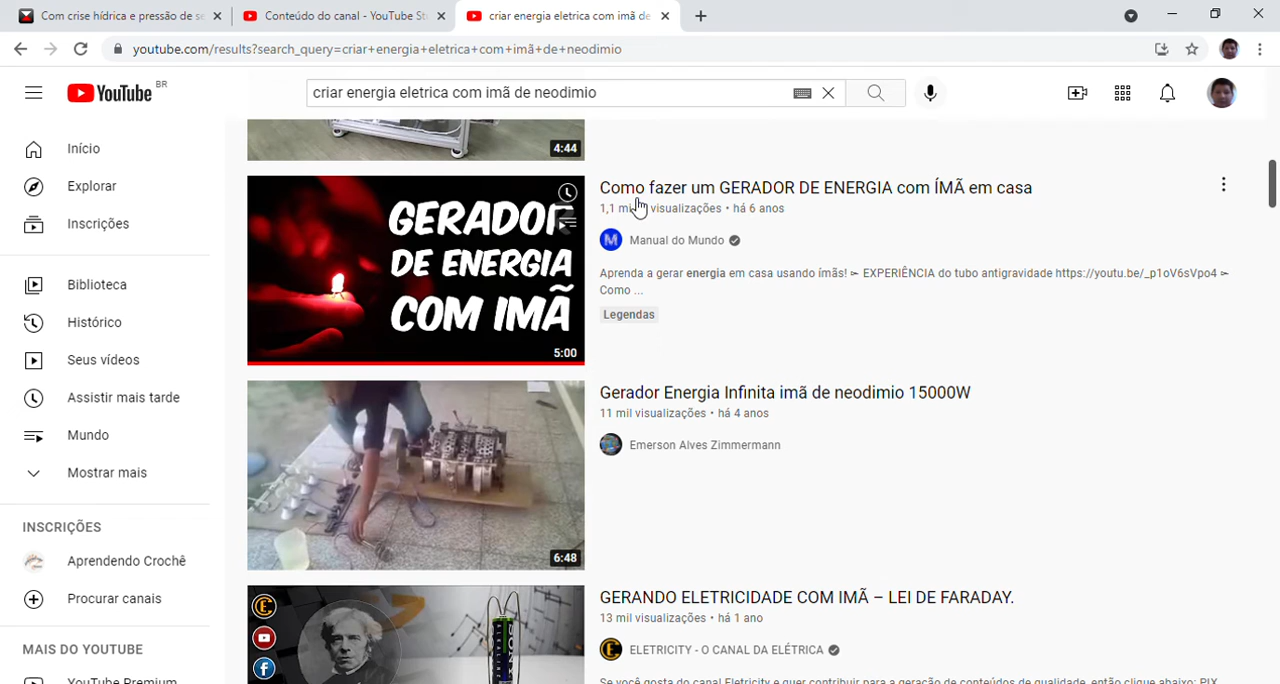 Com crise hídrica e pressão de se
Conteúdo do canal - YouTube St
criar energia eletrica com imã de
youtube.com/results?search_query=criar+energia+eletrica+com+imã+de+neodimio
YouTube BR
criar energia eletrica com imã de neodimio
Início
Explorar
Inscrições
Biblioteca
Histórico
Seus vídeos
Assistir mais tarde
Mundo
Mostrar mais
INSCRIÇÕES
Aprendendo Crochê
Procurar canais
MAIS DO YOUTUBE
YouTube Premium
4:44
GERADOR
DE ENERGIA
COM IMÃ
5:00
Como fazer um GERADOR DE ENERGIA com ÍMÃ em casa
1,1 mi visualizações • há 6 anos
M Manual do Mundo
Aprenda a gerar energia em casa usando ímãs! ► EXPERIÊNCIA do tubo antigravidade https://youtu.be/_p1oV6sVpo4 ►
Como ...
Legendas
6:48
Gerador Energia Infinita imã de neodimio 15000W
11 mil visualizações • há 4 anos
Emerson Alves Zimmermann
GERANDO ELETRICIDADE COM IMÃ – LEI DE FARADAY.
13 mil visualizações • há 1 ano
ELETRICITY - O CANAL DA ELÉTRICA
Se você gosta do canal Eletricity e quer contribuir para a geração de conteúdos de qualidade, então clique abaixo: PIX